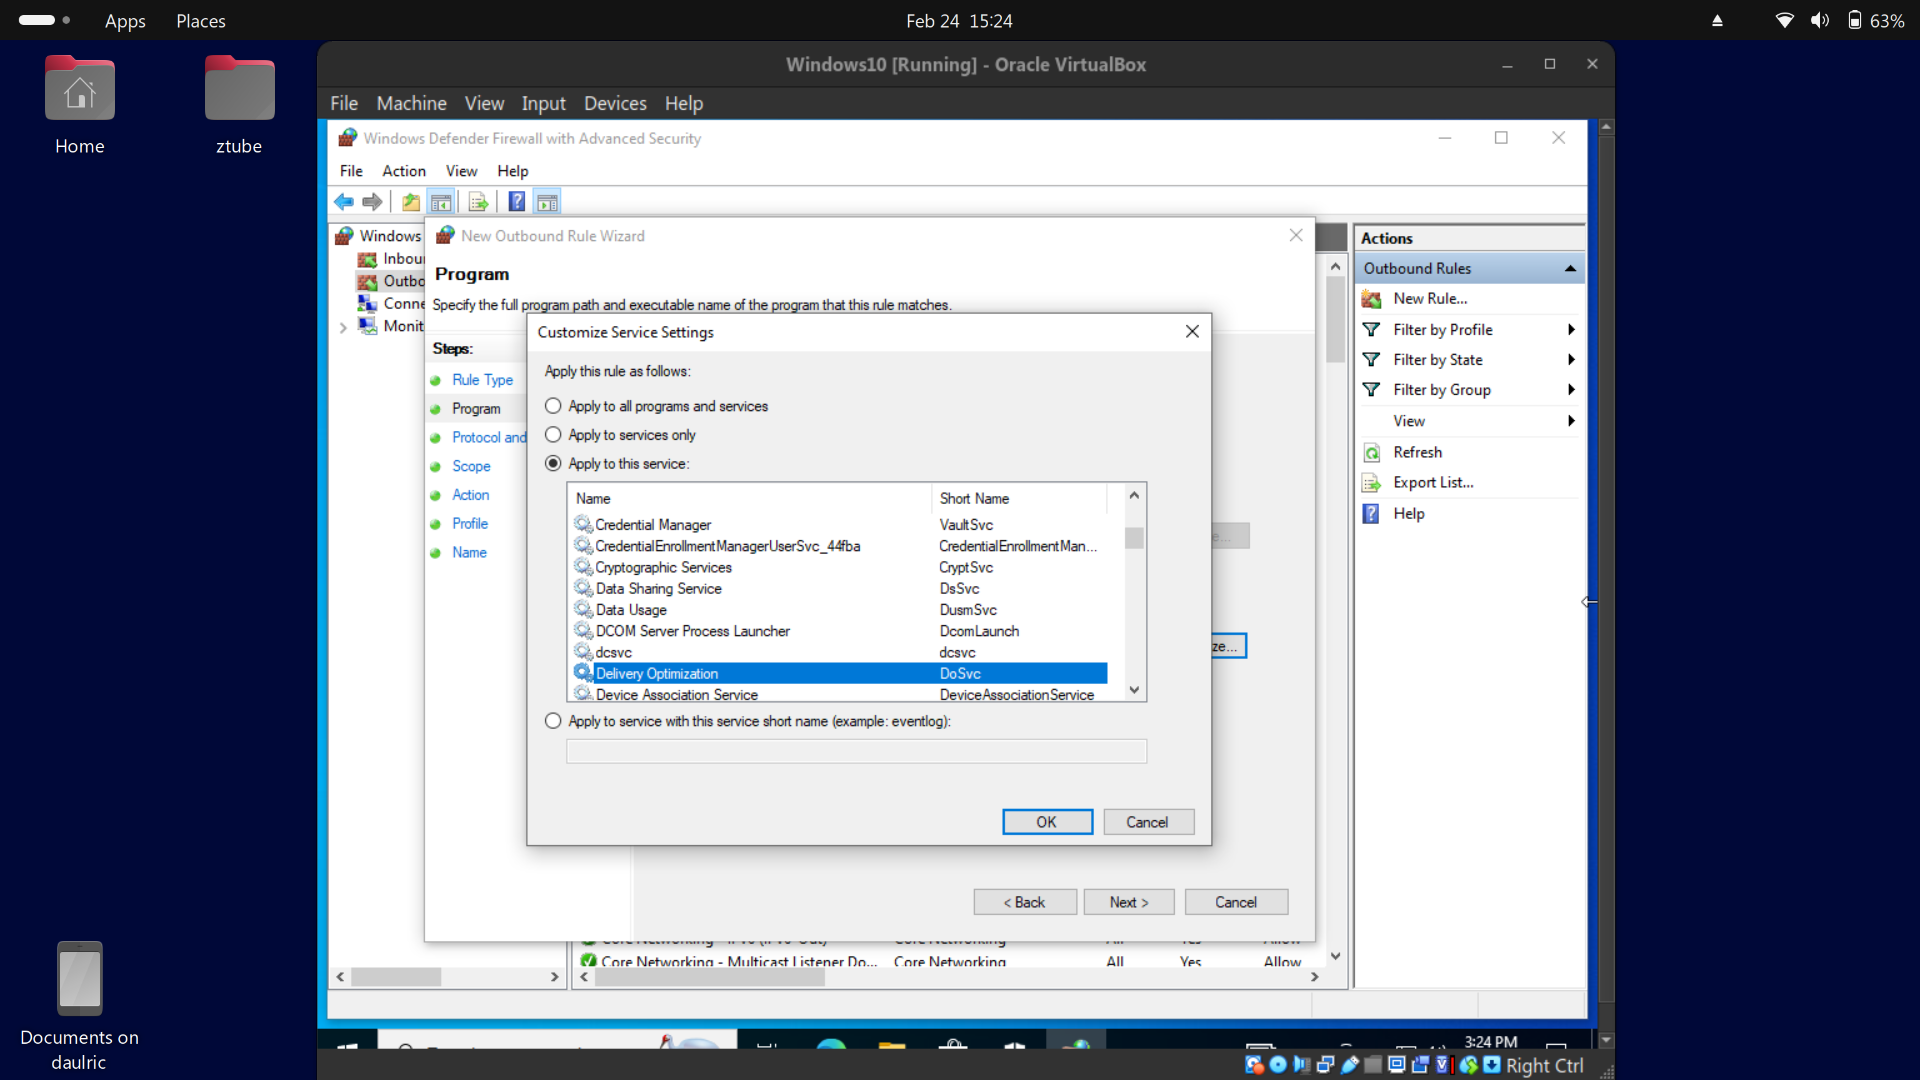 Apps Places Feb 24 15:24 63%
Home
ztube
Documents on
daulric
Windows10 [Running] - Oracle VirtualBox
File Machine View Input Devices Help
Windows Defender Firewall with Advanced Security
File Action View Help
Windows
Inbou
Outbo
Conne
Monit
New Outbound Rule Wizard
Program
Specify the full program path and executable name of the program that this rule matches.
Steps:
Rule Type
Program
Protocol and
Scope
Action
Profile
Name
Customize Service Settings
Apply this rule as follows:
Apply to all programs and services
Apply to services only
Apply to this service:
Name Short Name
Credential Manager VaultSvc
CredentialEnrollmentManagerUserSvc_44fba CredentialEnrollmentMan...
Cryptographic Services CryptSvc
Data Sharing Service DsSvc
Data Usage DusmSvc
DCOM Server Process Launcher DcomLaunch
dcsvc dcsvc
Delivery Optimization DoSvc
Device Association Service DeviceAssociationService
Apply to service with this service short name (example: eventlog):
OK Cancel
e...
ze...
< Back Next > Cancel
Core Networking - Multicast Listener Do... Core Networking All Yes Allow
Actions
Outbound Rules
New Rule...
Filter by Profile
Filter by State
Filter by Group
View
Refresh
Export List...
Help
3:24 PM
Right Ctrl